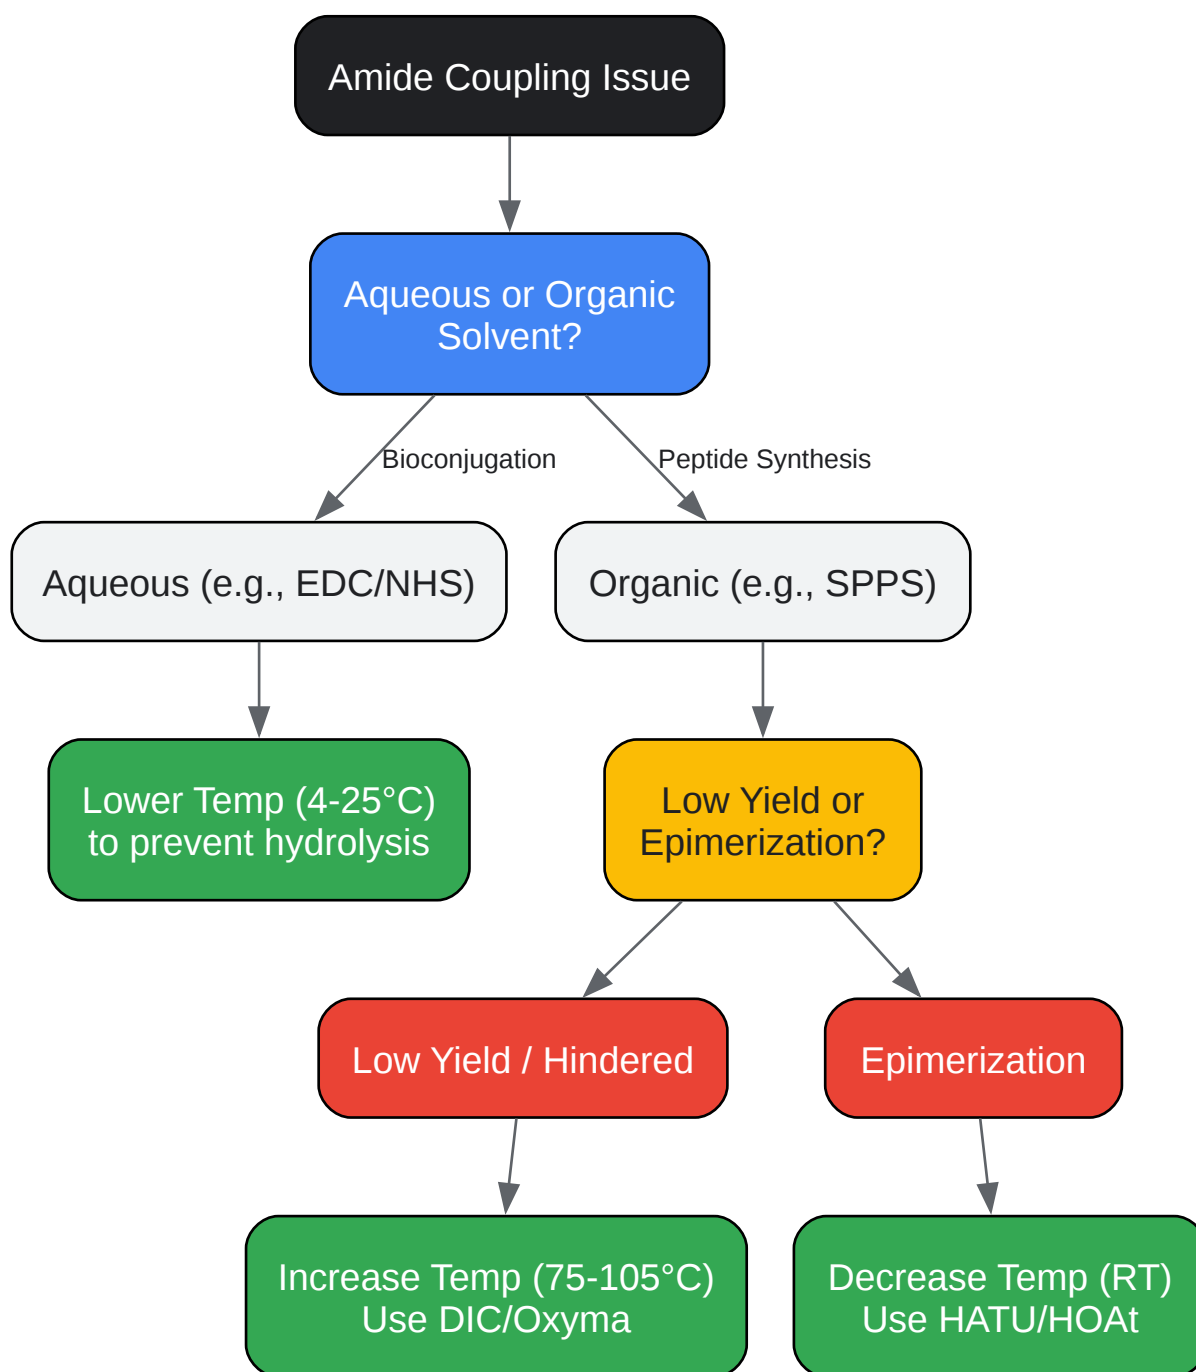 Amide Coupling Issue
Aqueous or Organic
Solvent?
Bioconjugation
Peptide Synthesis
Aqueous (e.g., EDC/NHS)
Organic (e.g., SPPS)
Lower Temp (4-25°C)
to prevent hydrolysis
Low Yield or
Epimerization?
Low Yield / Hindered
Epimerization
Increase Temp (75-105°C)
Use DIC/Oxyma
Decrease Temp (RT)
Use HATU/HOAt